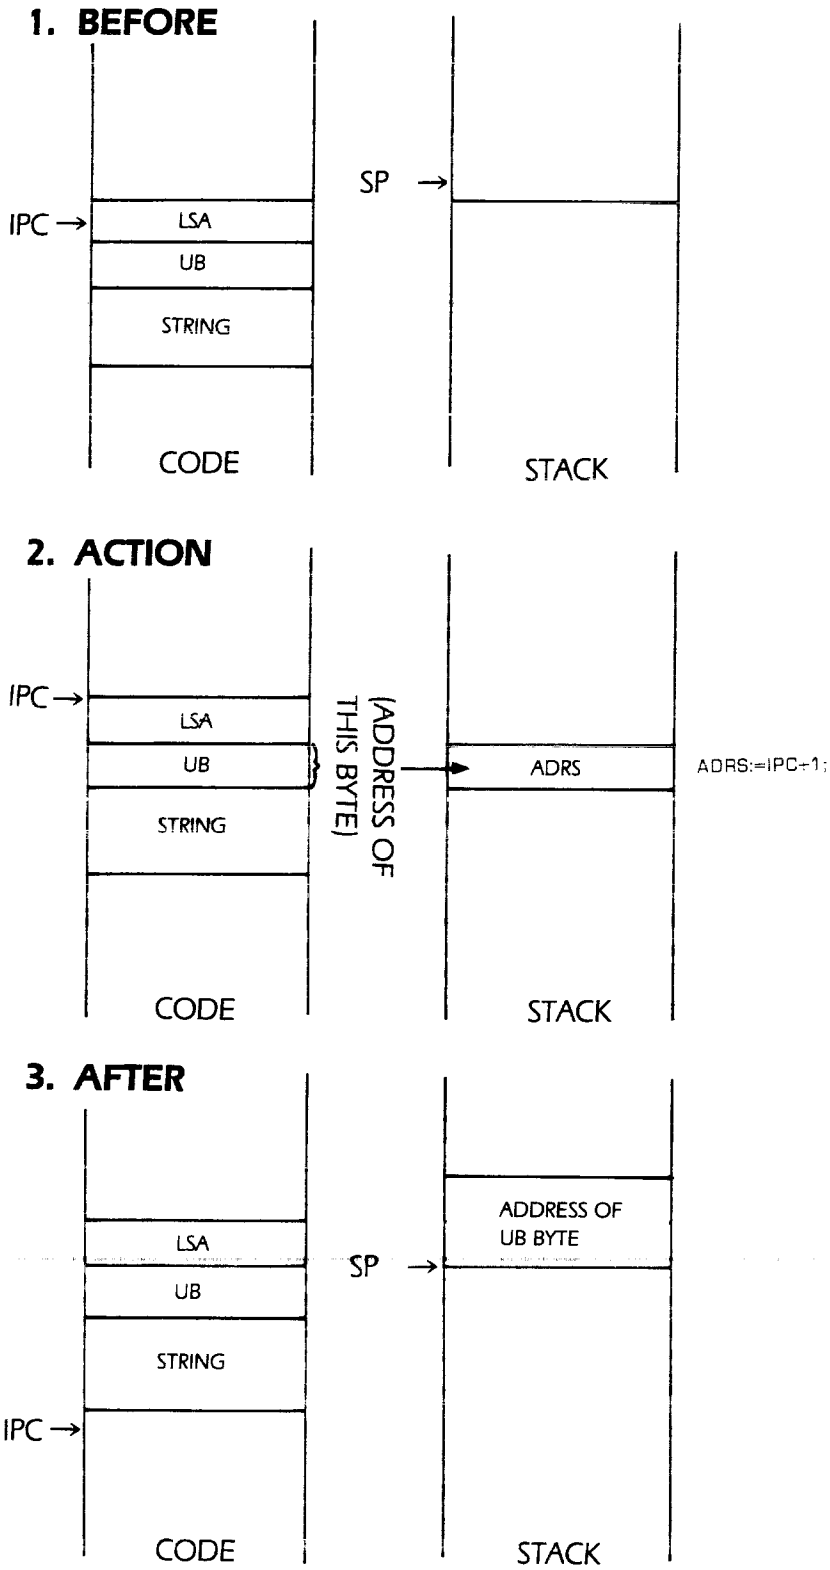 1. BEFORE
SP →
IPC →
LSA
UB
STRING
CODE
STACK
2. ACTION
IPC →
LSA
UB
STRING
(ADDRESS OF
THIS BYTE)
ADRS
ADRS:=IPC+1;
CODE
STACK
3. AFTER
ADDRESS OF
UB BYTE
LSA
SP →
UB
STRING
IPC →
CODE
STACK